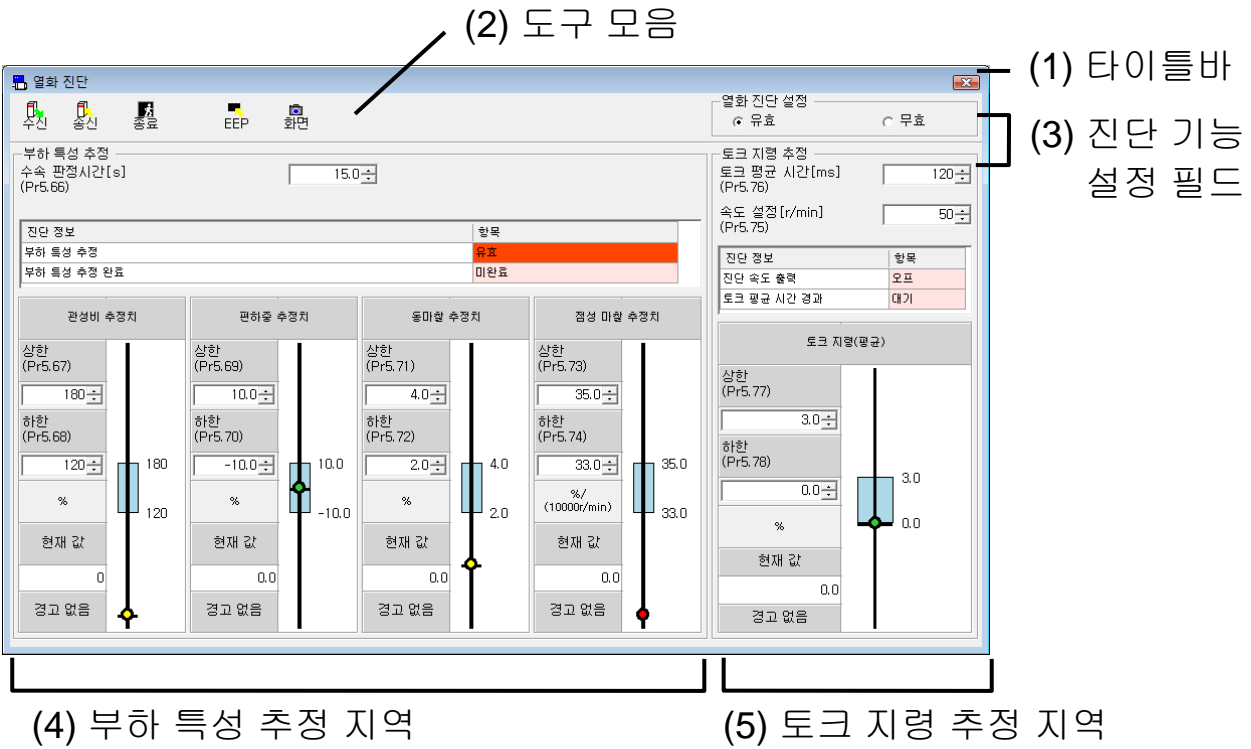 (2) 도구 모음
(1) 타이틀바
열화 진단
수신
송신
종료
EEP
화면
열화 진단 설정
유효
무효
(3) 진단 기능
설정 필드
부하 특성 추정
수속 판정시간[s]
(Pr5.66)
15.0
진단 정보
항목
부하 특성 추정
유효
부하 특성 추정 완료
미완료
관성비 추정치
상한
(Pr5.67)
180
하한
(Pr5.68)
120
180
120
%
현재 값
0
경고 없음
편하중 추정치
상한
(Pr5.69)
10.0
하한
(Pr5.70)
-10.0
10.0
-10.0
%
현재 값
0.0
경고 없음
동마찰 추정치
상한
(Pr5.71)
4.0
하한
(Pr5.72)
2.0
4.0
2.0
%
현재 값
0.0
경고 없음
점성 마찰 추정치
상한
(Pr5.73)
35.0
하한
(Pr5.74)
33.0
35.0
33.0
%/
(10000r/min)
현재 값
0.0
경고 없음
토크 지령 추정
토크 평균 시간[ms]
(Pr5.76)
120
속도 설정[r/min]
(Pr5.75)
50
진단 정보
항목
진단 속도 출력
오프
토크 평균 시간 경과
대기
토크 지령(평균)
상한
(Pr5.77)
3.0
하한
(Pr5.78)
0.0
3.0
0.0
%
현재 값
0.0
경고 없음
(4) 부하 특성 추정 지역
(5) 토크 지령 추정 지역